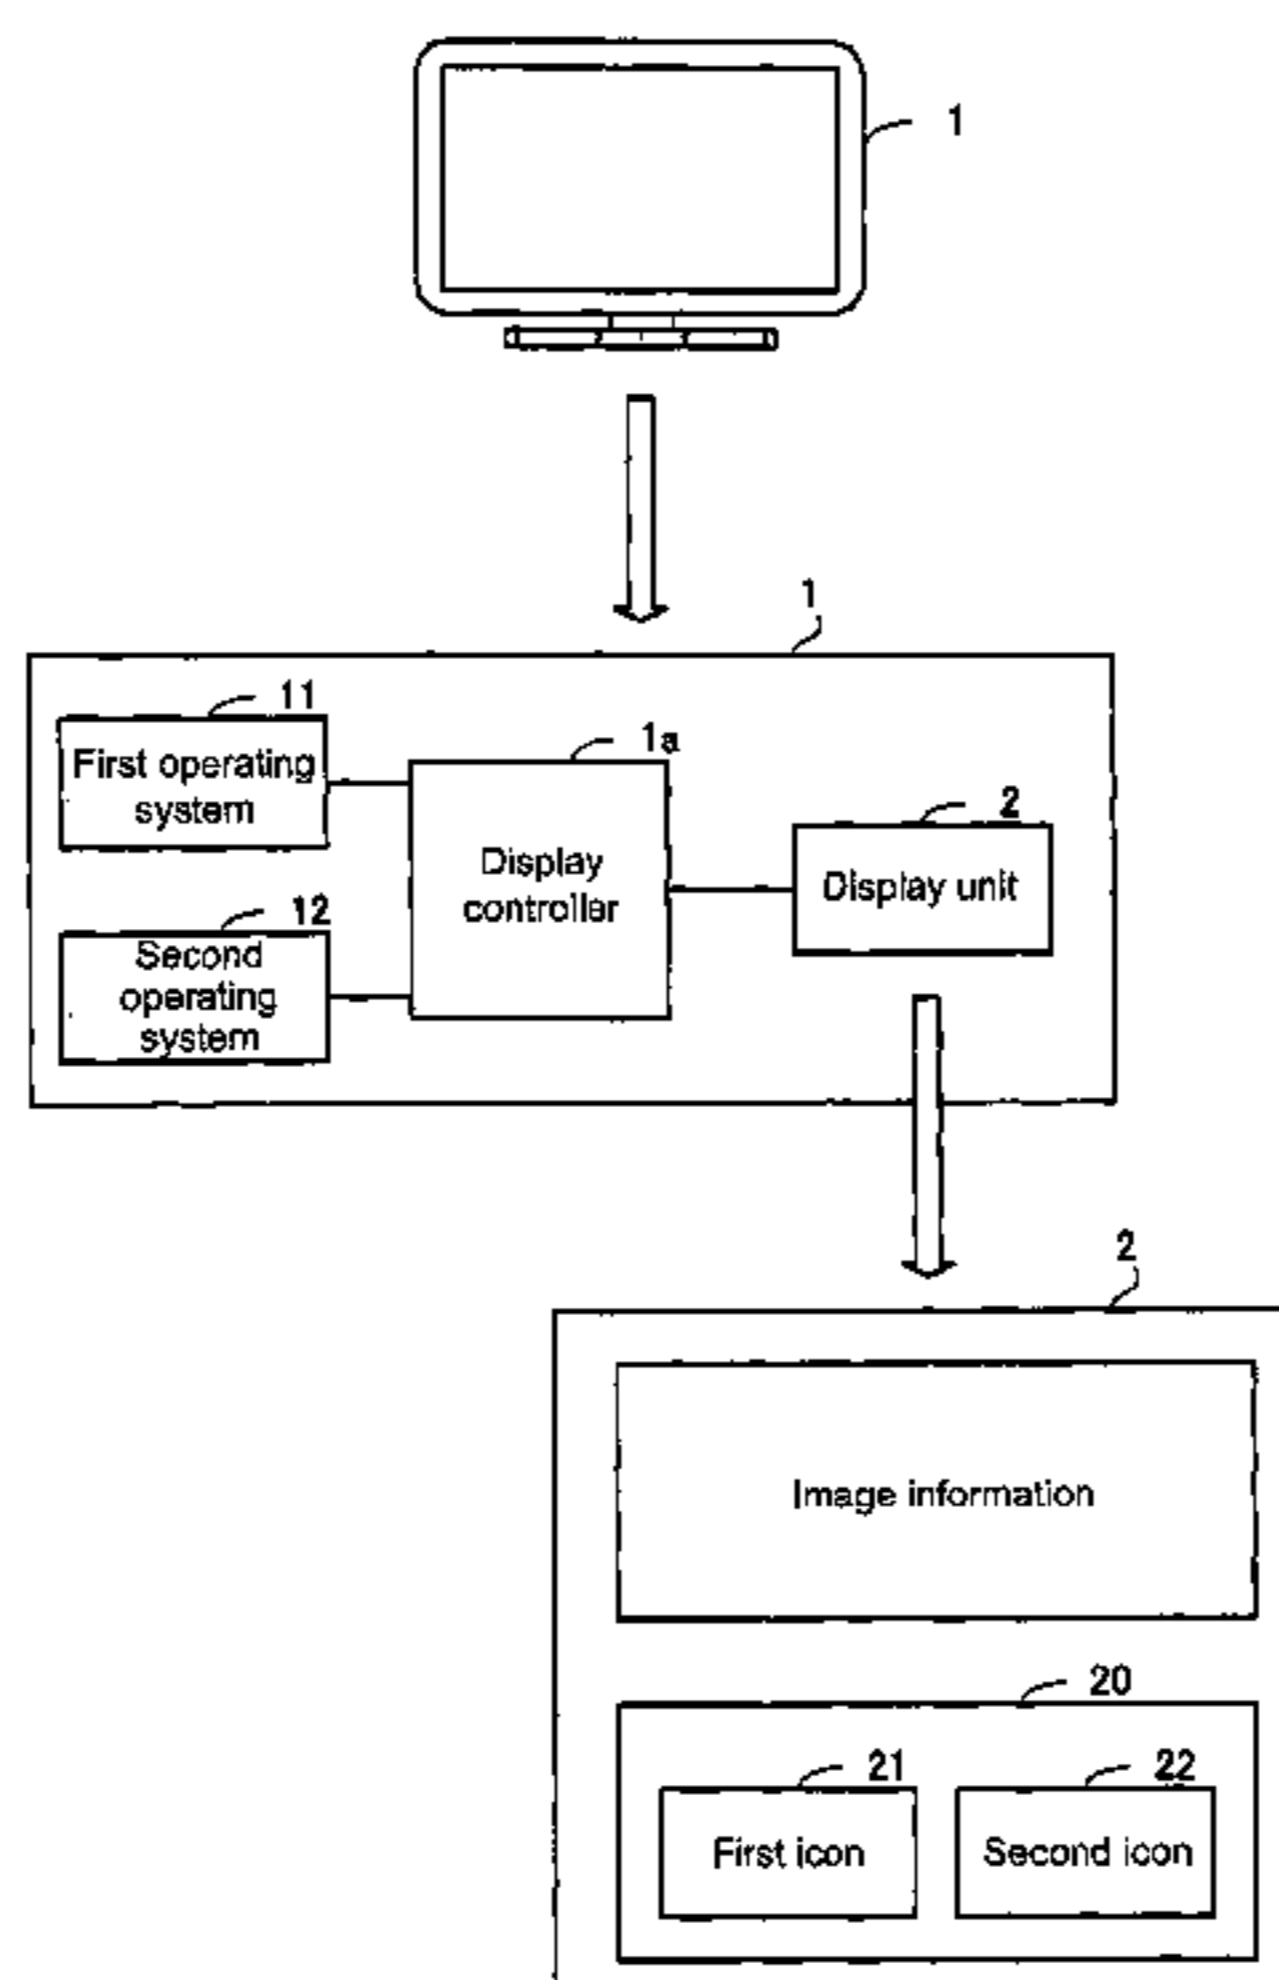 1
1
11
First operating
system
1a
Display
controller
2
Display unit
12
Second
operating
system
2
Image information
20
21
First icon
22
Second icon